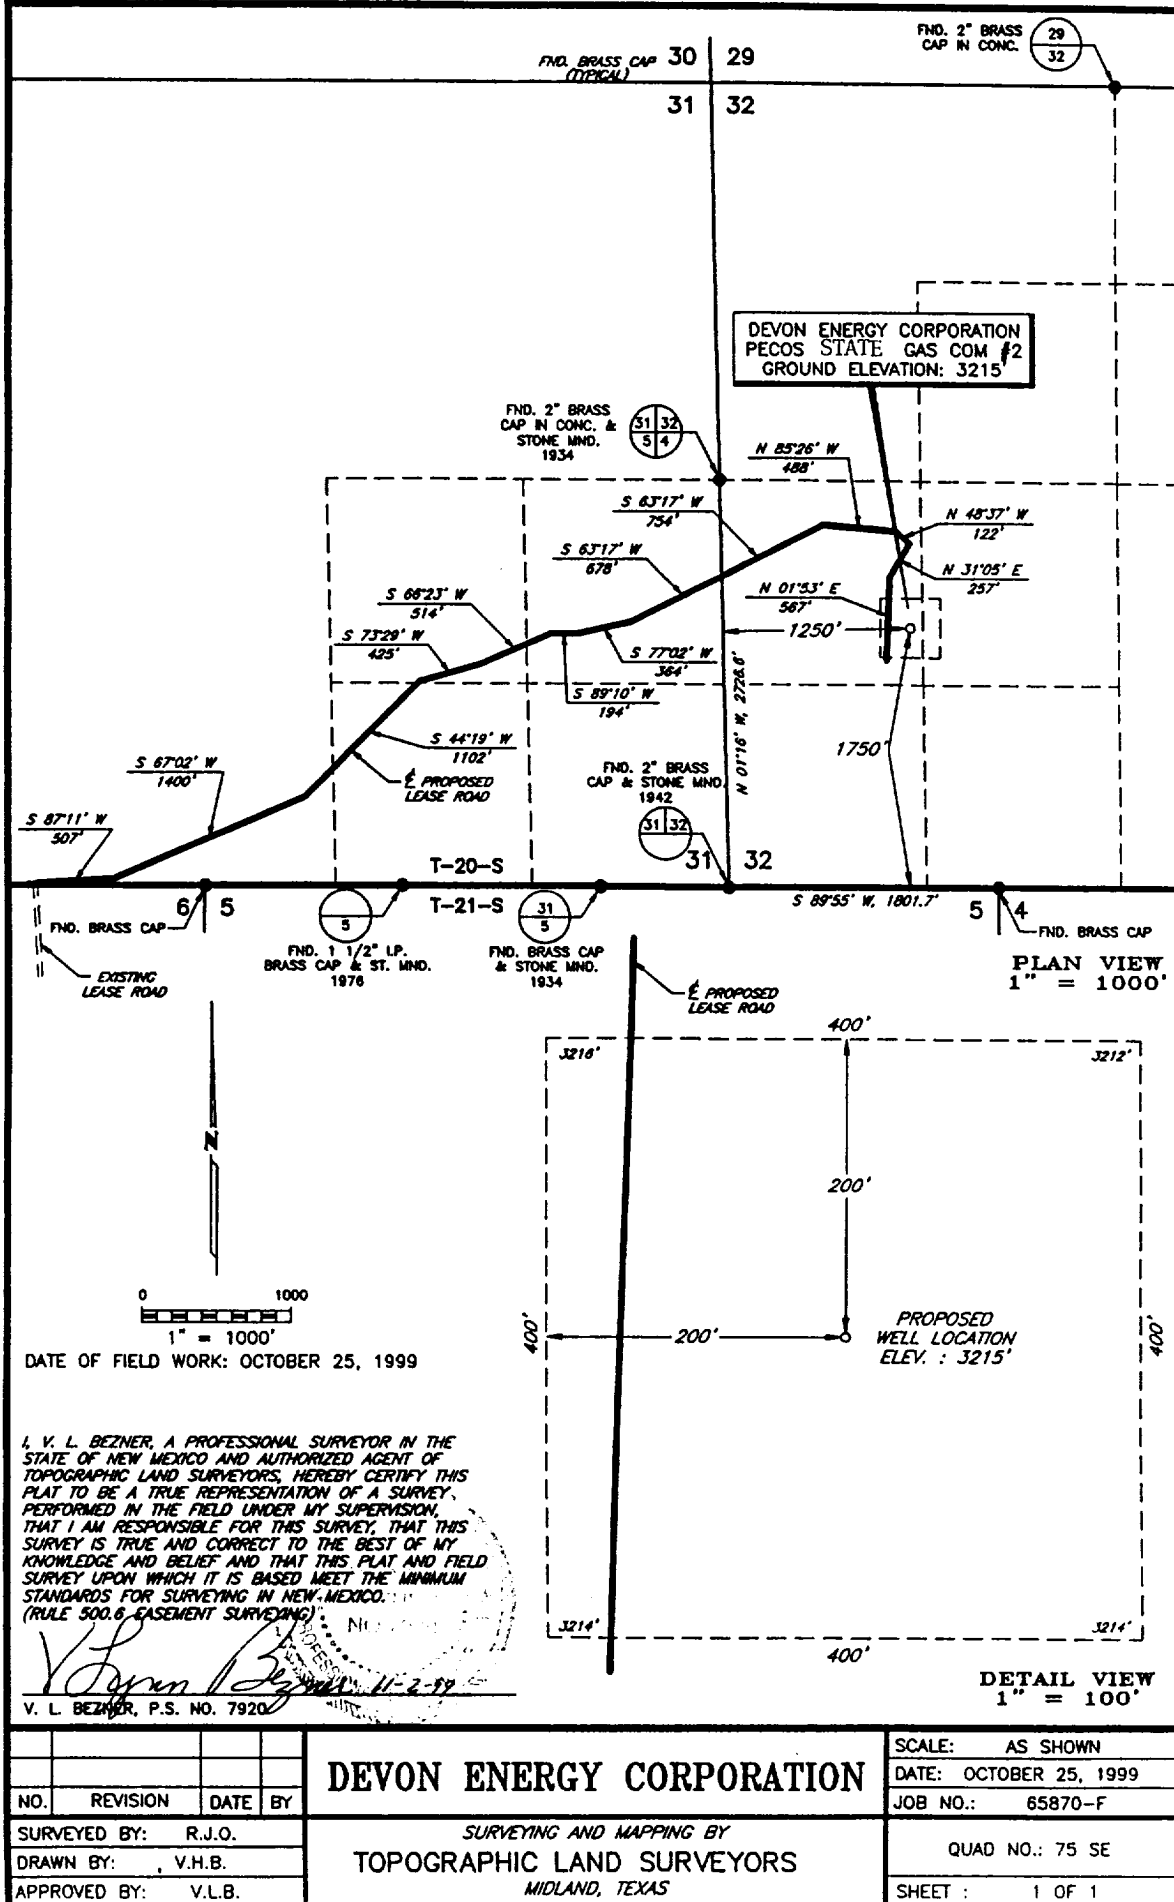 FND. 2" BRASS
CAP IN CONC.
29
32
FND. BRASS CAP
(TYPICAL)
30 29
31 32
DEVON ENERGY CORPORATION
PECOS STATE GAS COM #2
GROUND ELEVATION: 3215'
FND. 2" BRASS
CAP IN CONC. &
STONE MND.
1934
31 32
5 4
N 85°26' W
488'
S 63°17' W
754'
N 48°37' W
122'
S 63°17' W
678'
N 31°05' E
257'
N 01°53' E
567'
S 66°23' W
514'
1250'
S 73°29' W
425'
S 77°02' W
364'
S 89°10' W
194'
N 01°16' W, 2726.6'
S 44°19' W
1102'
1750'
S 67°02' W
1400'
℄ PROPOSED
LEASE ROAD
FND. 2" BRASS
CAP & STONE MND.
1942
31 32
S 87°11' W
507'
31 32
T-20-S
T-21-S
S 89°55' W, 1801.7'
6 5
5 4
FND. BRASS CAP
5
31
5
FND. BRASS CAP
FND. 1 1/2" I.P.
BRASS CAP & ST. MND.
1976
FND. BRASS CAP
& STONE MND.
1934
EXISTING
LEASE ROAD
PLAN VIEW
1" = 1000'
℄ PROPOSED
LEASE ROAD
400'
3216'
3212'
N
200'
0 1000
1" = 1000'
DATE OF FIELD WORK: OCTOBER 25, 1999
400'
200'
PROPOSED
WELL LOCATION
ELEV. : 3215'
400'
I, V. L. BEZNER, A PROFESSIONAL SURVEYOR IN THE
STATE OF NEW MEXICO AND AUTHORIZED AGENT OF
TOPOGRAPHIC LAND SURVEYORS, HEREBY CERTIFY THIS
PLAT TO BE A TRUE REPRESENTATION OF A SURVEY
PERFORMED IN THE FIELD UNDER MY SUPERVISION,
THAT I AM RESPONSIBLE FOR THIS SURVEY, THAT THIS
SURVEY IS TRUE AND CORRECT TO THE BEST OF MY
KNOWLEDGE AND BELIEF AND THAT THIS PLAT AND FIELD
SURVEY UPON WHICH IT IS BASED MEET THE MINIMUM
STANDARDS FOR SURVEYING IN NEW MEXICO.
(RULE 500.6 EASEMENT SURVEYING)
3214'
3214'
400'
V. Lynn Bezner 11-2-99
V. L. BEZNER, P.S. NO. 7920
DETAIL VIEW
1" = 100'
NO. REVISION DATE BY
SURVEYED BY: R.J.O.
DRAWN BY: V.H.B.
APPROVED BY: V.L.B.
DEVON ENERGY CORPORATION
SURVEYING AND MAPPING BY
TOPOGRAPHIC LAND SURVEYORS
MIDLAND, TEXAS
SCALE: AS SHOWN
DATE: OCTOBER 25, 1999
JOB NO.: 65870-F
QUAD NO.: 75 SE
SHEET : 1 OF 1